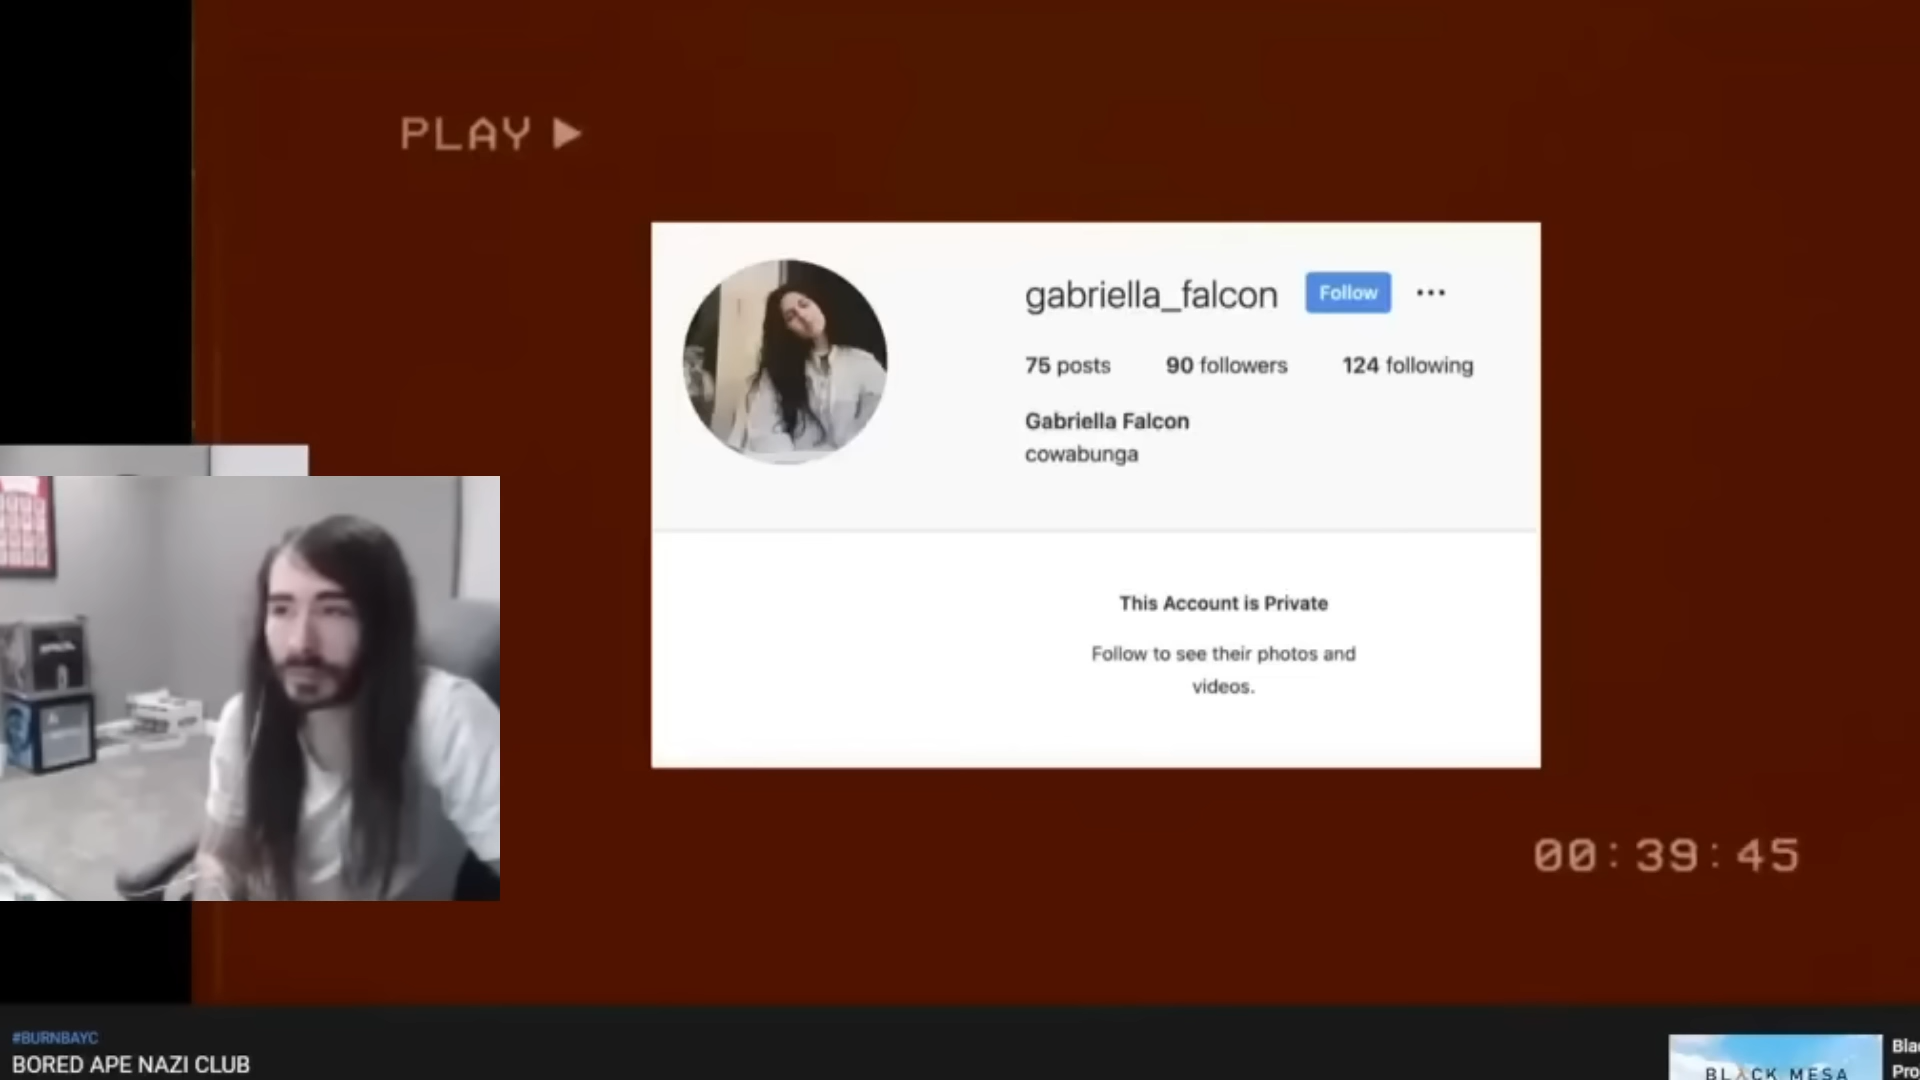 PLAY
gabriella_falcon Follow
75 posts 90 followers 124 following
Gabriella Falcon
cowabunga
This Account is Private
Follow to see their photos and
videos.
00:39:45
#BURNBAYC
BORED APE NAZI CLUB
BLACK MESA